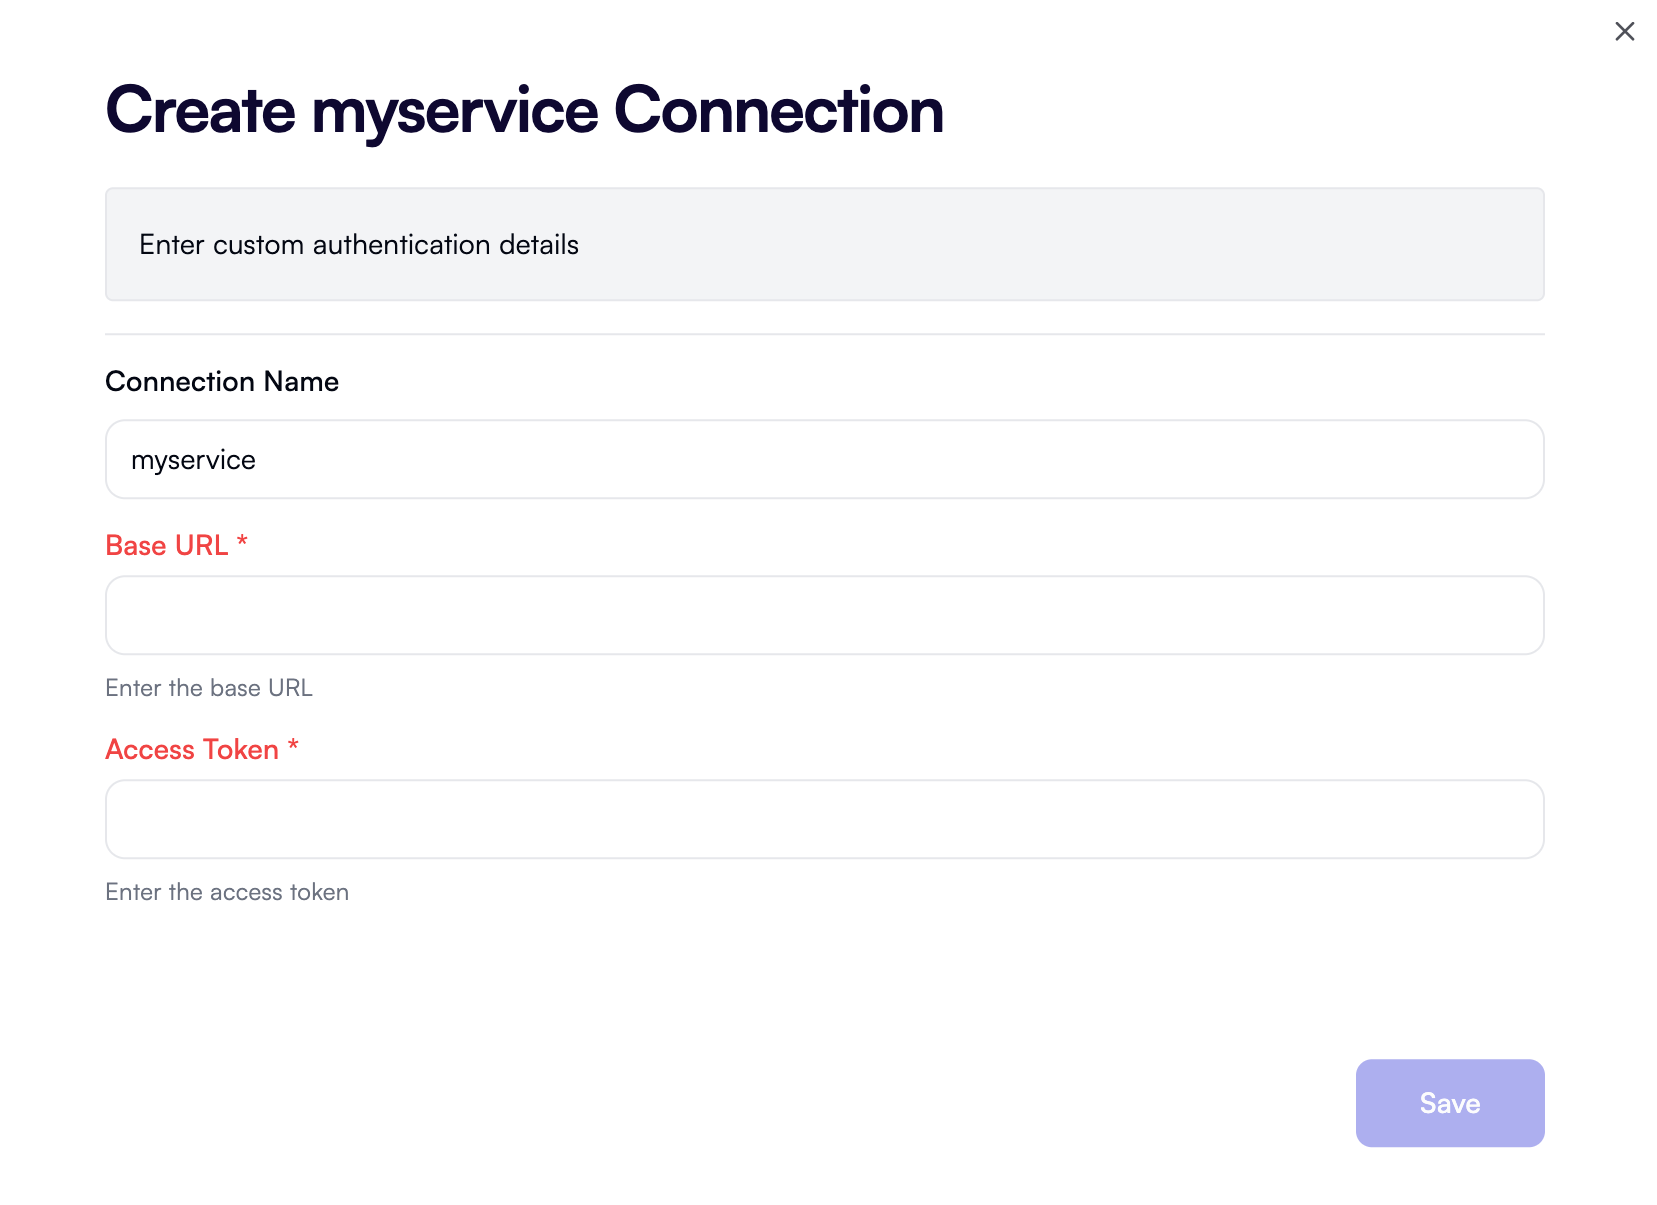 Create myservice Connection
Enter custom authentication details
Connection Name
myservice
Base URL *
Enter the base URL
Access Token *
Enter the access token
Save